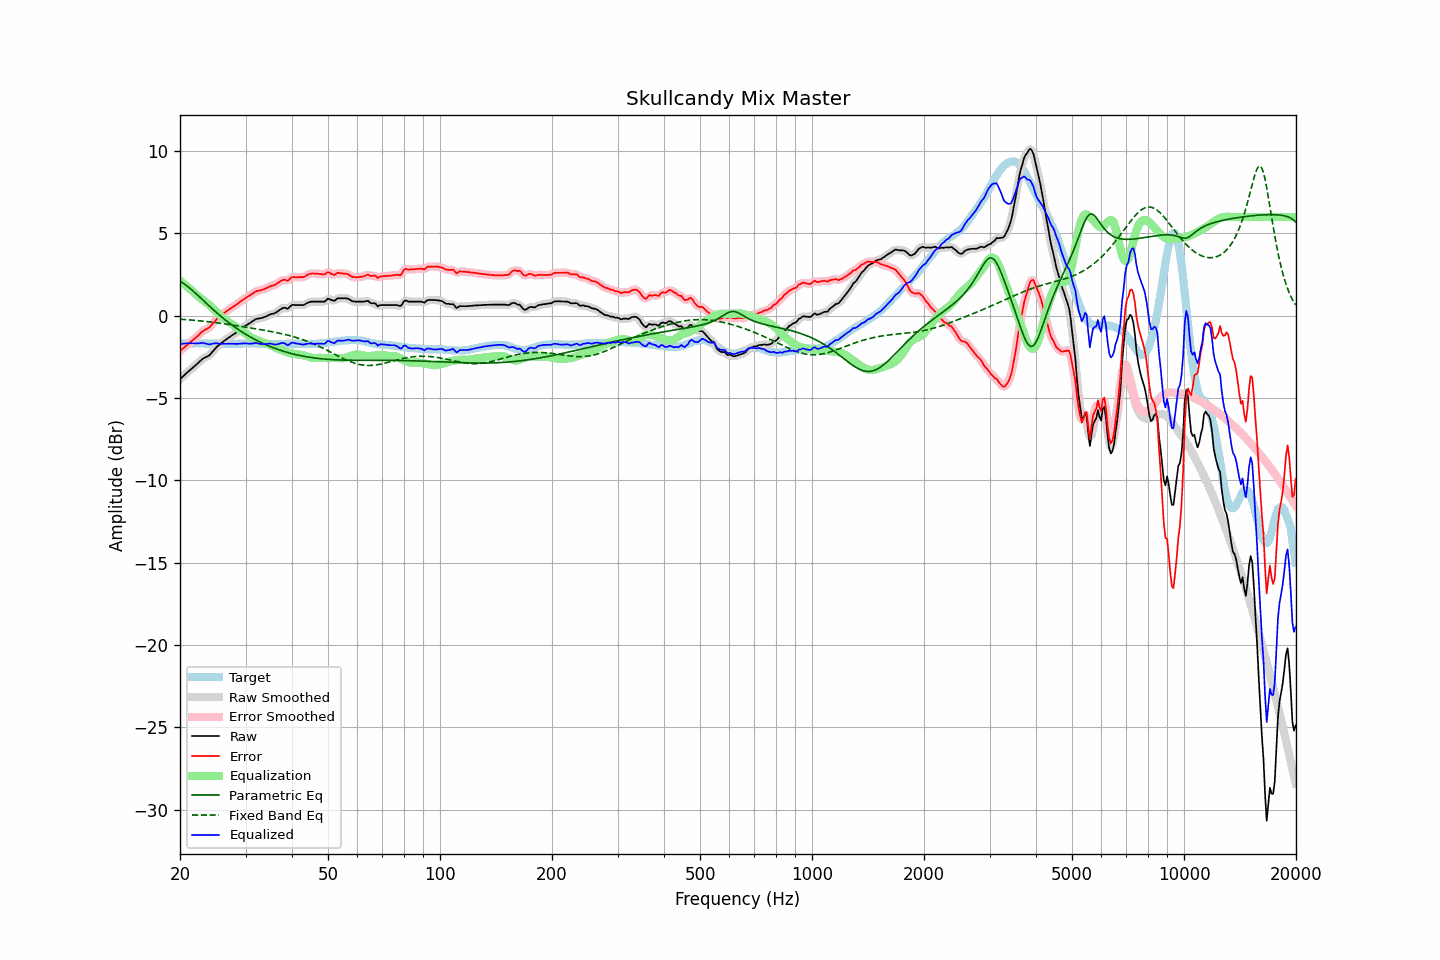 Skullcandy Mix Master
Amplitude (dBr)
10
5
0
−5
−10
−15
−20
−25
−30
Target
Raw Smoothed
Error Smoothed
Raw
Error
Equalization
Parametric Eq
Fixed Band Eq
Equalized
20 50 100 200 500 1000 2000 5000 10000 20000
Frequency (Hz)